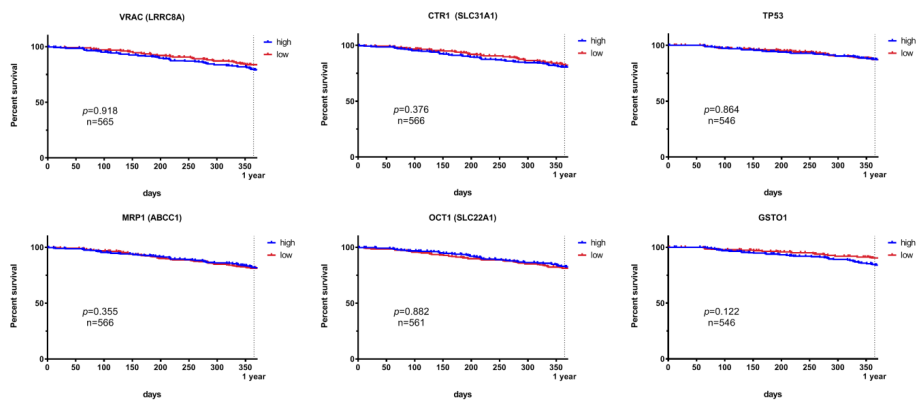 VRAC (LRRC8A)
Percent survival
100
50
0
high
low
p=0.918
n=565
0 50 100 150 200 250 300 350
1 year
days
CTR1 (SLC31A1)
Percent survival
100
50
0
high
low
p=0.376
n=566
0 50 100 150 200 250 300 350
1 year
days
TP53
Percent survival
100
50
0
high
low
p=0.864
n=546
0 50 100 150 200 250 300 350
1 year
days
MRP1 (ABCC1)
Percent survival
100
50
0
high
low
p=0.355
n=566
0 50 100 150 200 250 300 350
1 year
days
OCT1 (SLC22A1)
Percent survival
100
50
0
high
low
p=0.882
n=561
0 50 100 150 200 250 300 350
1 year
days
GSTO1
Percent survival
100
50
0
high
low
p=0.122
n=546
0 50 100 150 200 250 300 350
1 year
days